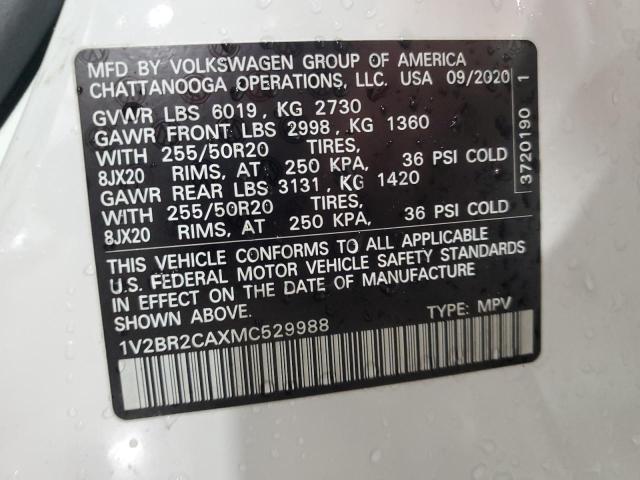 MFD BY VOLKSWAGEN GROUP OF AMERICA
CHATTANOOGA OPERATIONS, LLC. USA 09/2020
GVWR LBS 6019, KG 2730
GAWR FRONT LBS 2998, KG 1360
WITH 255/50R20 TIRES,
8JX20 RIMS, AT 250 KPA, 36 PSI COLD
GAWR REAR LBS 3131, KG 1420
WITH 255/50R20 TIRES,
8JX20 RIMS, AT 250 KPA, 36 PSI COLD
THIS VEHICLE CONFORMS TO ALL APPLICABLE
U.S. FEDERAL MOTOR VEHICLE SAFETY STANDARDS
IN EFFECT ON THE DATE OF MANUFACTURE
SHOWN ABOVE.
1V2BR2CAXMC529988 TYPE: MPV
3720190 1